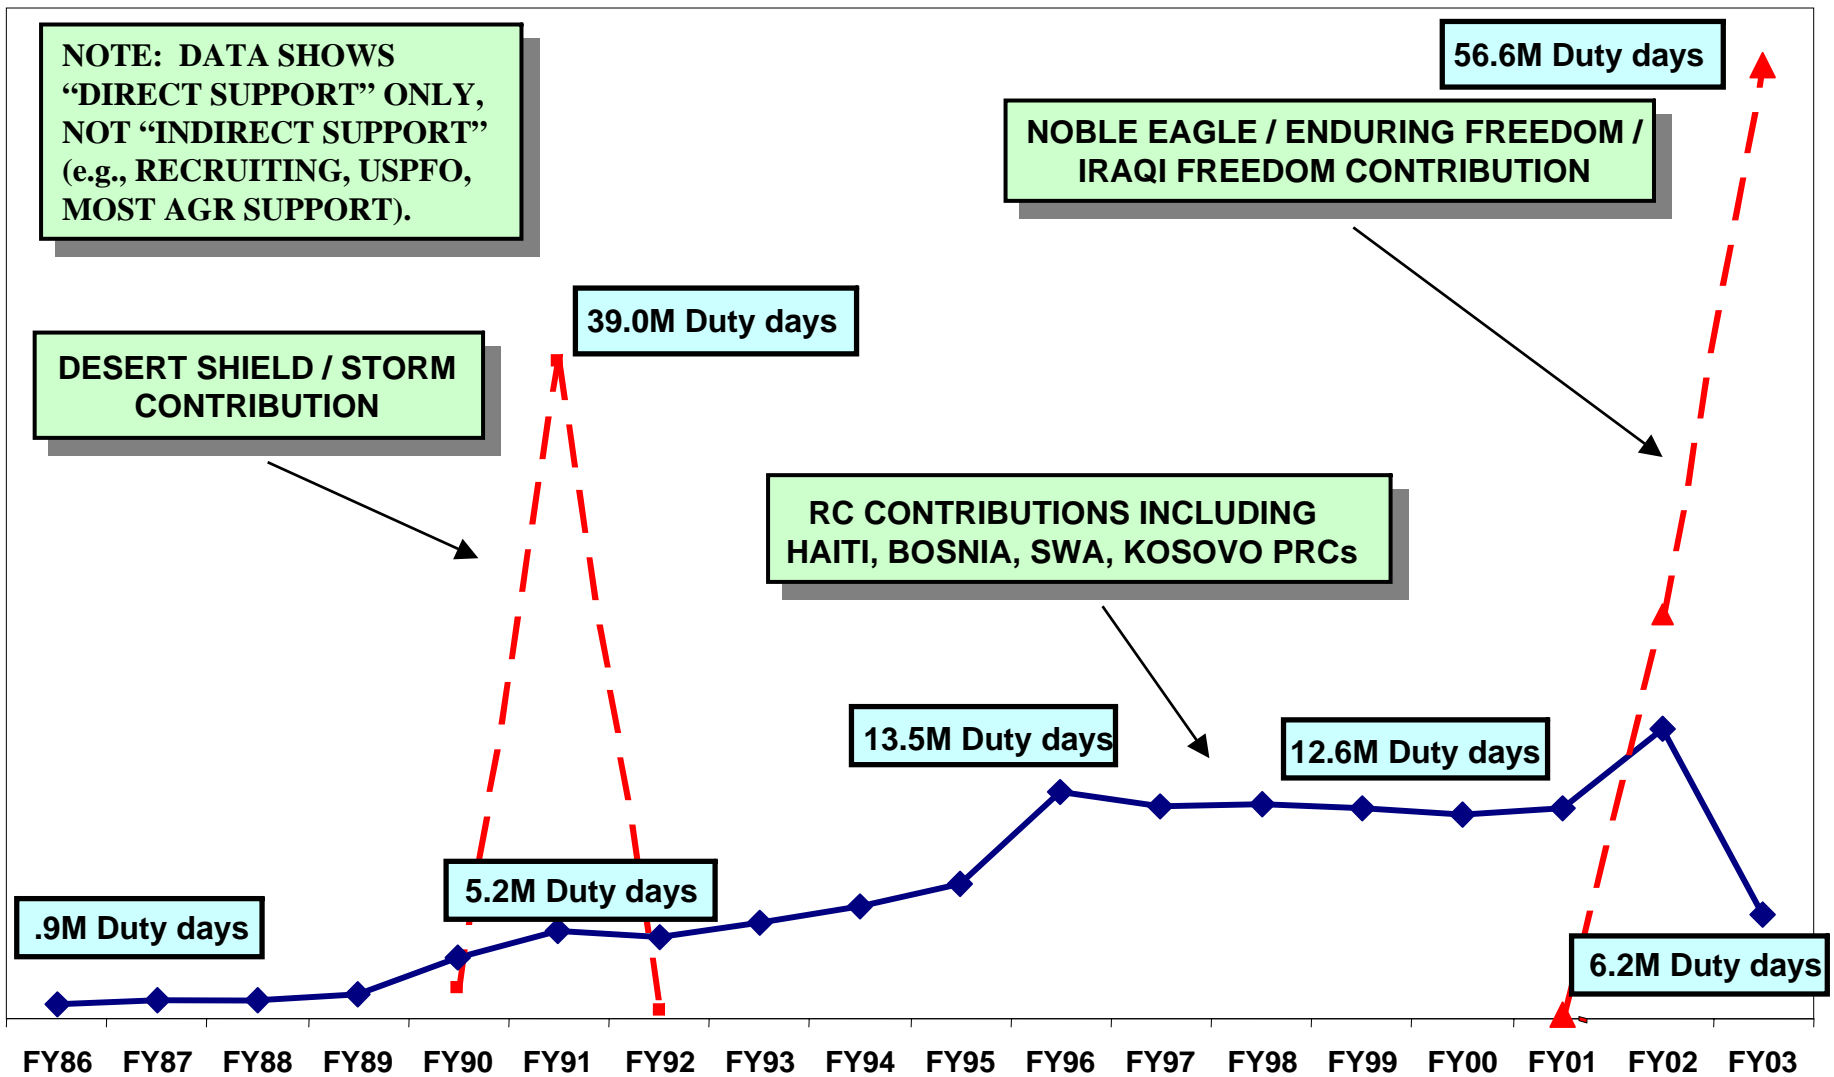 NOTE:  DATA SHOWS
“DIRECT SUPPORT” ONLY,
NOT “INDIRECT SUPPORT”
(e.g., RECRUITING, USPFO,
MOST AGR SUPPORT).
56.6M Duty days
NOBLE EAGLE / ENDURING FREEDOM /
IRAQI FREEDOM CONTRIBUTION
39.0M Duty days
DESERT SHIELD / STORM
CONTRIBUTION
RC CONTRIBUTIONS INCLUDING
HAITI, BOSNIA, SWA, KOSOVO PRCs
13.5M Duty days
12.6M Duty days
5.2M Duty days
.9M Duty days
6.2M Duty days
FY86 FY87 FY88 FY89 FY90 FY91 FY92 FY93 FY94 FY95 FY96 FY97 FY98 FY99 FY00 FY01 FY02 FY03